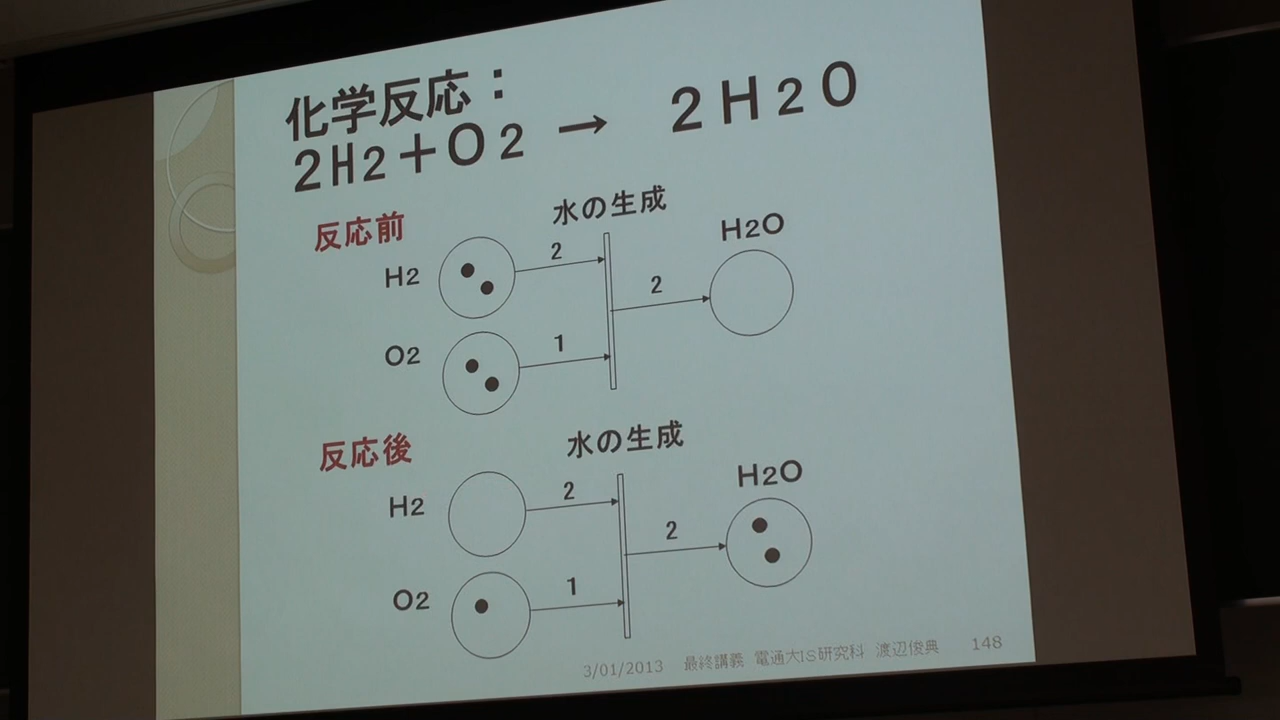 化学反応：
2H2＋O2 → 2H2O
反応前
水の生成
H2
2
H2O
2
O2
1
反応後
水の生成
H2
2
H2O
2
O2
1
3/01/2013 最終講義 電通大IS研究科 渡辺俊典 148